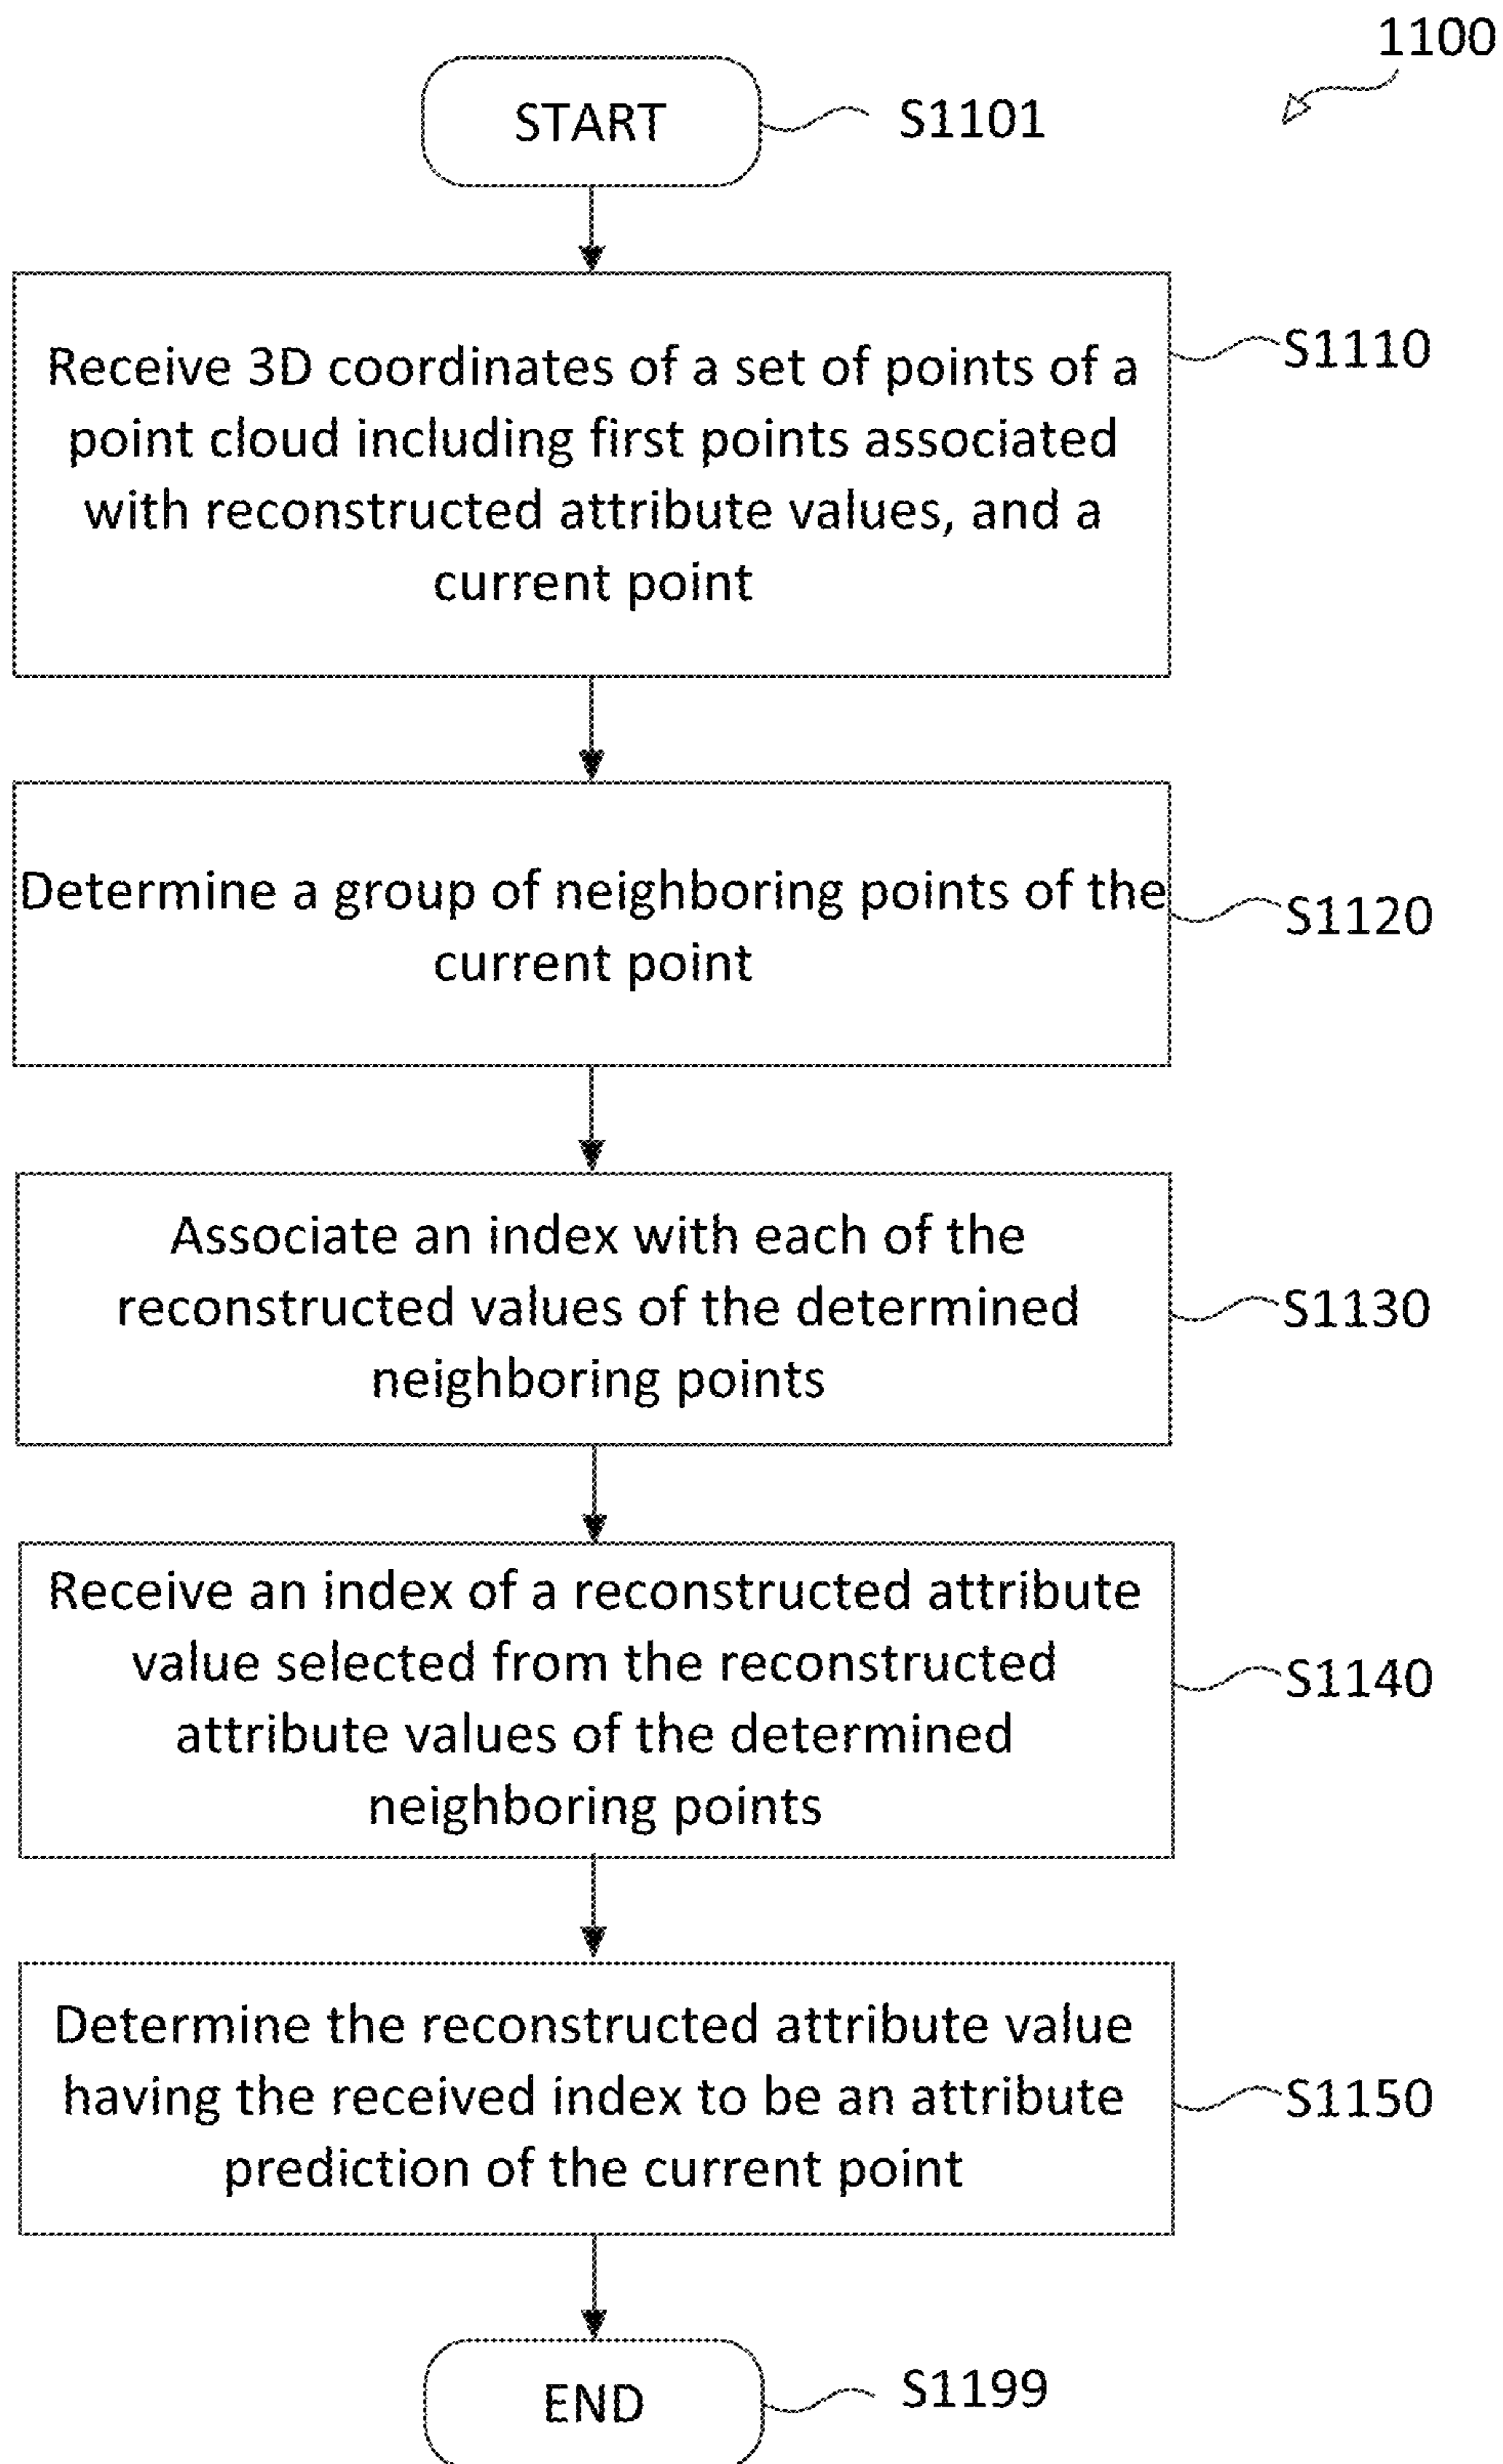 1100
START
S1101
Receive 3D coordinates of a set of points of a
point cloud including first points associated
with reconstructed attribute values, and a
current point
S1110
Determine a group of neighboring points of the
current point
S1120
Associate an index with each of the
reconstructed values of the determined
neighboring points
S1130
Receive an index of a reconstructed attribute
value selected from the reconstructed
attribute values of the determined
neighboring points
S1140
Determine the reconstructed attribute value
having the received index to be an attribute
prediction of the current point
S1150
END
S1199